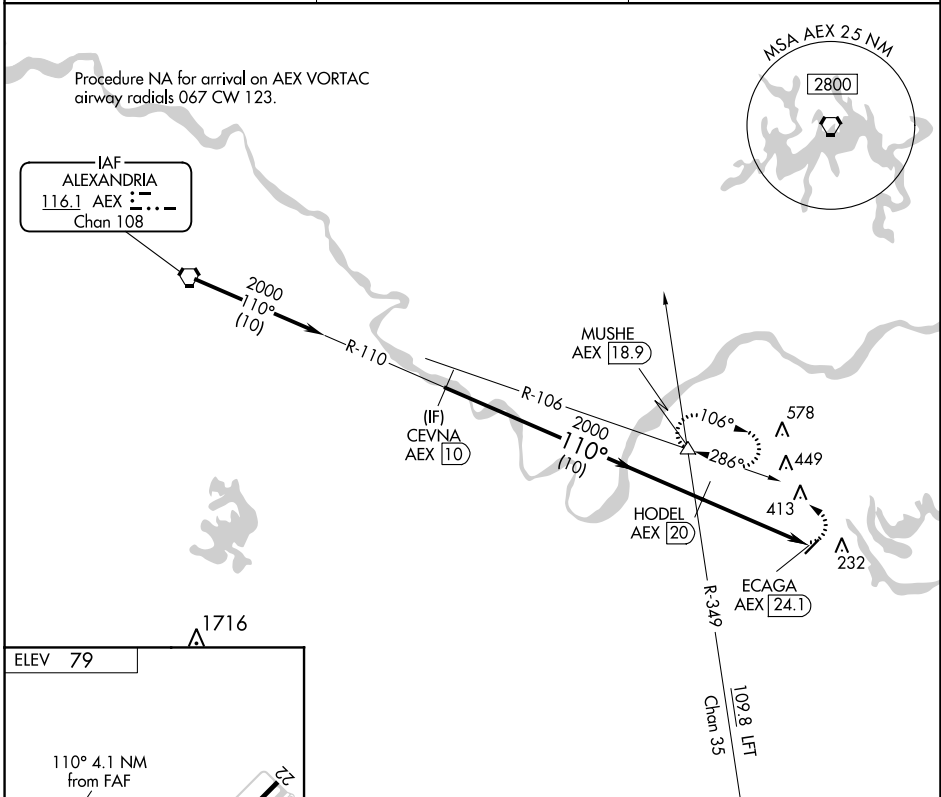 MSA AEX 25 NM
2800
Procedure NA for arrival on AEX VORTAC
airway radials 067 CW 123.
IAF
ALEXANDRIA
116.1 AEX
Chan 108
2000
110°
(10)
R-110
(IF)
CEVNA
AEX 10
R-106
2000
110°
(10)
MUSHE
AEX 18.9
106°
286°
578
449
413
232
HODEL
AEX 20
ECAGA
AEX 24.1
R-349
109.8 LFT
Chan 35
1716
ELEV 79
110° 4.1 NM
from FAF
22